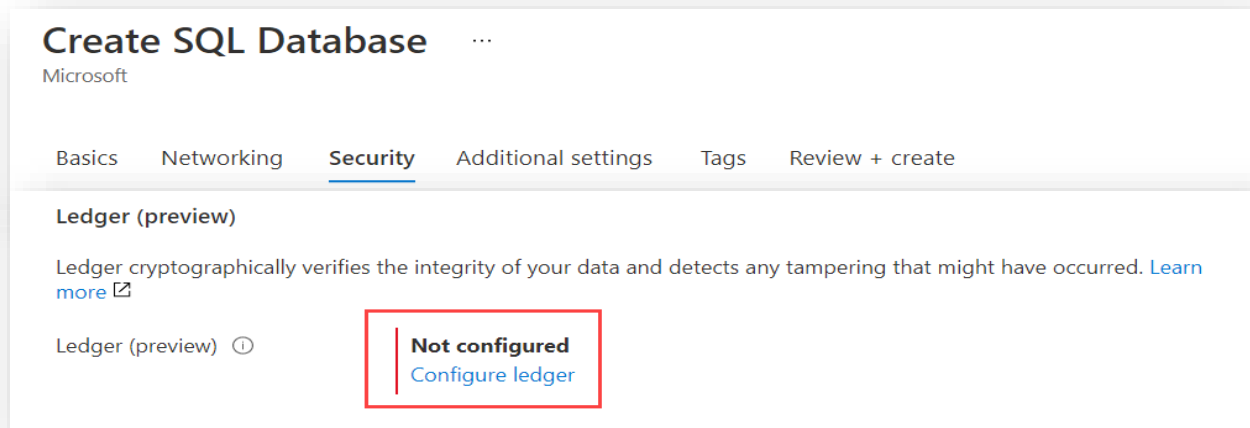 Create SQL Database ...
Microsoft
Basics Networking Security Additional settings Tags Review + create
Ledger (preview)
Ledger cryptographically verifies the integrity of your data and detects any tampering that might have occurred. Learn
more
Ledger (preview) Not configured
Configure ledger